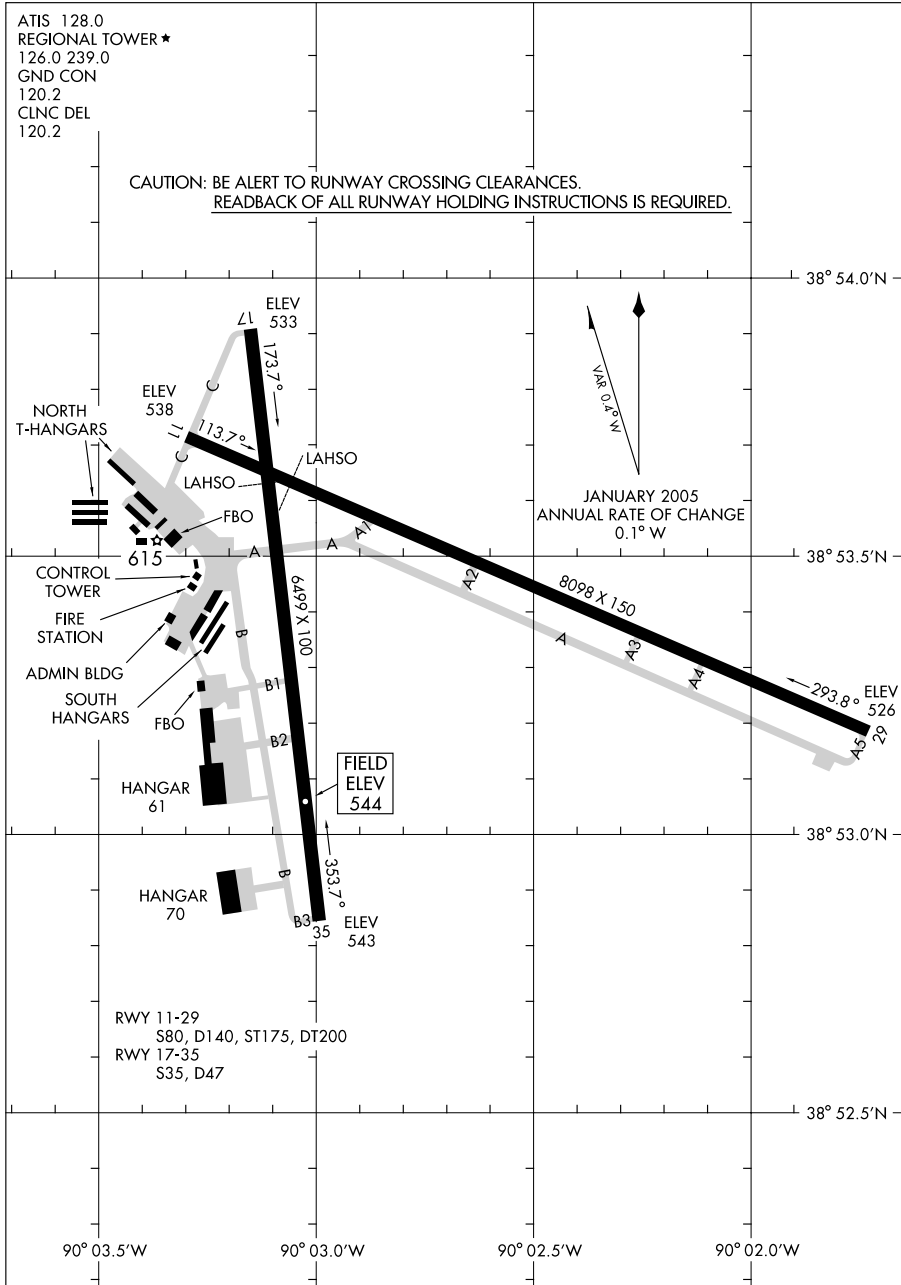 ATIS 128.0
REGIONAL TOWER ★
126.0 239.0
GND CON
120.2
CLNC DEL
120.2
CAUTION: BE ALERT TO RUNWAY CROSSING CLEARANCES.
READBACK OF ALL RUNWAY HOLDING INSTRUCTIONS IS REQUIRED.
38° 54.0'N
17
ELEV
533
173.7°
C
ELEV
538
11
113.7°
C
VAR 0.4° W
JANUARY 2005
ANNUAL RATE OF CHANGE
0.1° W
NORTH
T-HANGARS
LAHSO
LAHSO
FBO
615
A
A
A1
38° 53.5'N
CONTROL
TOWER
FIRE
STATION
ADMIN BLDG
SOUTH
HANGARS
FBO
B
B1
B2
6499 X 100
A2
8098 X 150
A
A3
A4
293.8°
ELEV
526
29
A5
HANGAR
61
FIELD
ELEV
544
38° 53.0'N
353.7°
HANGAR
70
B
B3
35
ELEV
543
RWY 11-29
S80, D140, ST175, DT200
RWY 17-35
S35, D47
38° 52.5'N
90° 03.5'W
90° 03.0'W
90° 02.5'W
90° 02.0'W